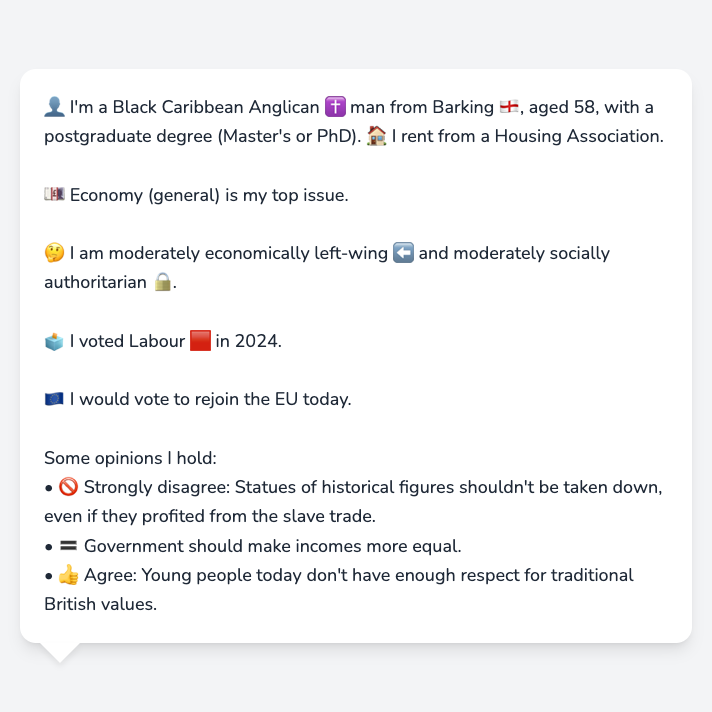 👤 I'm a Black Caribbean Anglican ✝️ man from Barking 🏴󠁧󠁢󠁥󠁮󠁧󠁿, aged 58, with a
postgraduate degree (Master's or PhD). 🏠 I rent from a Housing Association.
💷 Economy (general) is my top issue.
🤔 I am moderately economically left-wing ⬅️ and moderately socially
authoritarian 🔒.
🗳️ I voted Labour 🟥 in 2024.
🇪🇺 I would vote to rejoin the EU today.
Some opinions I hold:
• 🚫 Strongly disagree: Statues of historical figures shouldn't be taken down,
even if they profited from the slave trade.
• 🟰 Government should make incomes more equal.
• 👍 Agree: Young people today don't have enough respect for traditional
British values.